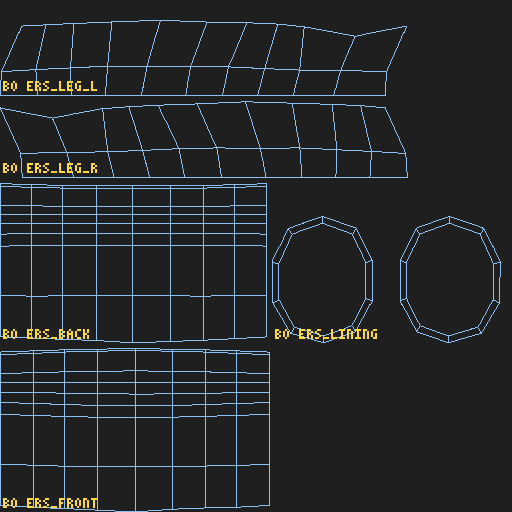 BO ERS_LEG_L
BO ERS_LEG_R
BO ERS_BACK
BO ERS_LINING
BO ERS_FRONT